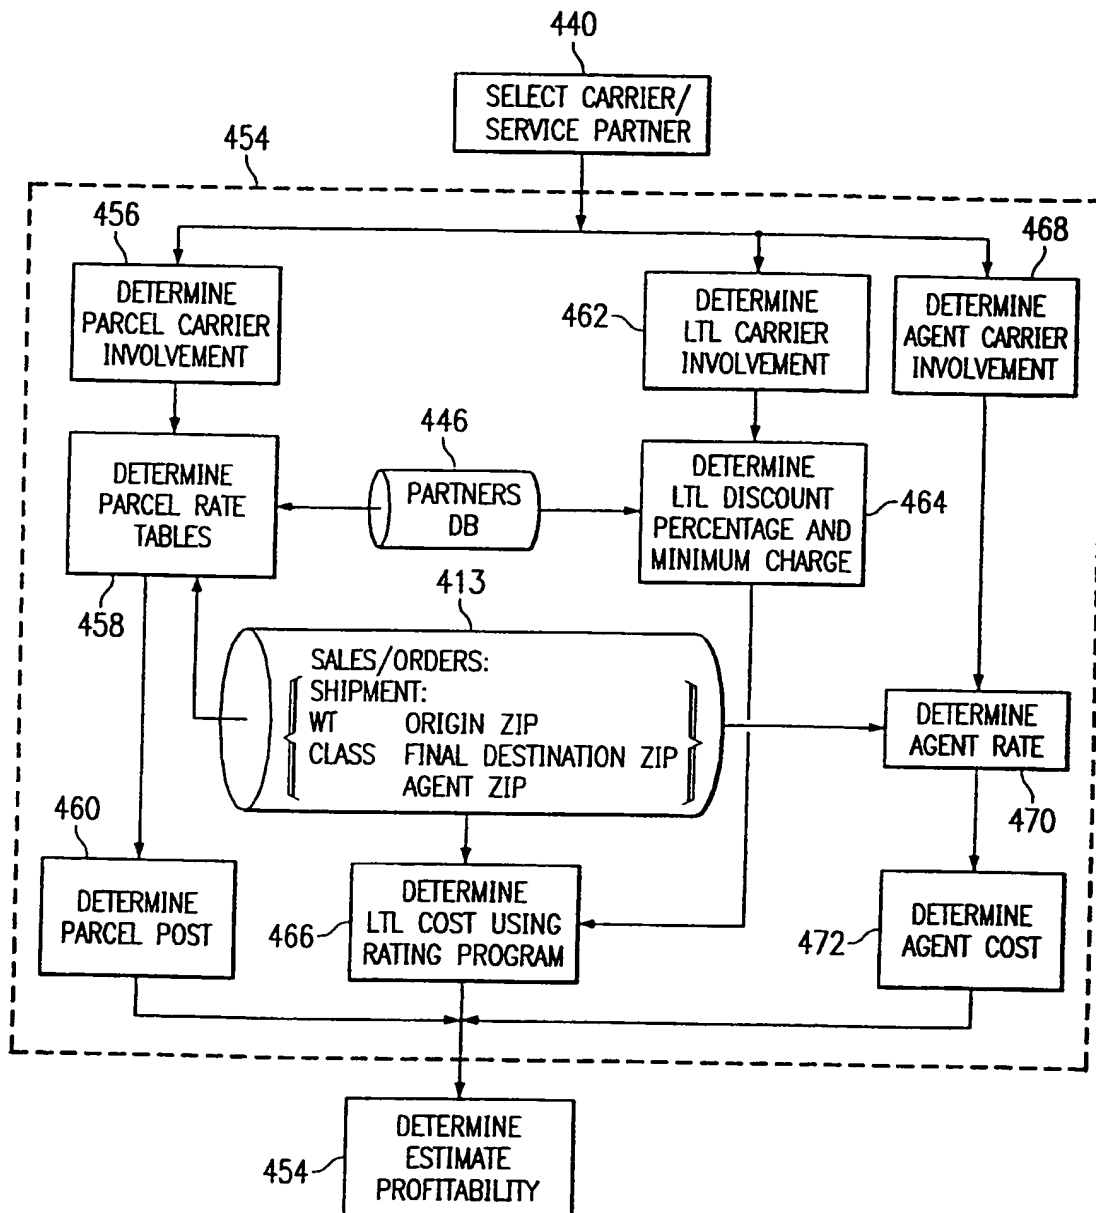 440
SELECT CARRIER/
SERVICE PARTNER
454
456
DETERMINE
PARCEL CARRIER
INVOLVEMENT
462
DETERMINE
LTL CARRIER
INVOLVEMENT
468
DETERMINE
AGENT CARRIER
INVOLVEMENT
DETERMINE
PARCEL RATE
TABLES
458
446
PARTNERS
DB
DETERMINE
LTL DISCOUNT
PERCENTAGE AND
MINIMUM CHARGE
464
413
SALES/ORDERS:
SHIPMENT:
WT ORIGIN ZIP
CLASS FINAL DESTINATION ZIP
AGENT ZIP
DETERMINE
AGENT RATE
470
460
DETERMINE
PARCEL POST
466
DETERMINE
LTL COST USING
RATING PROGRAM
472
DETERMINE
AGENT COST
454
DETERMINE
ESTIMATE
PROFITABILITY